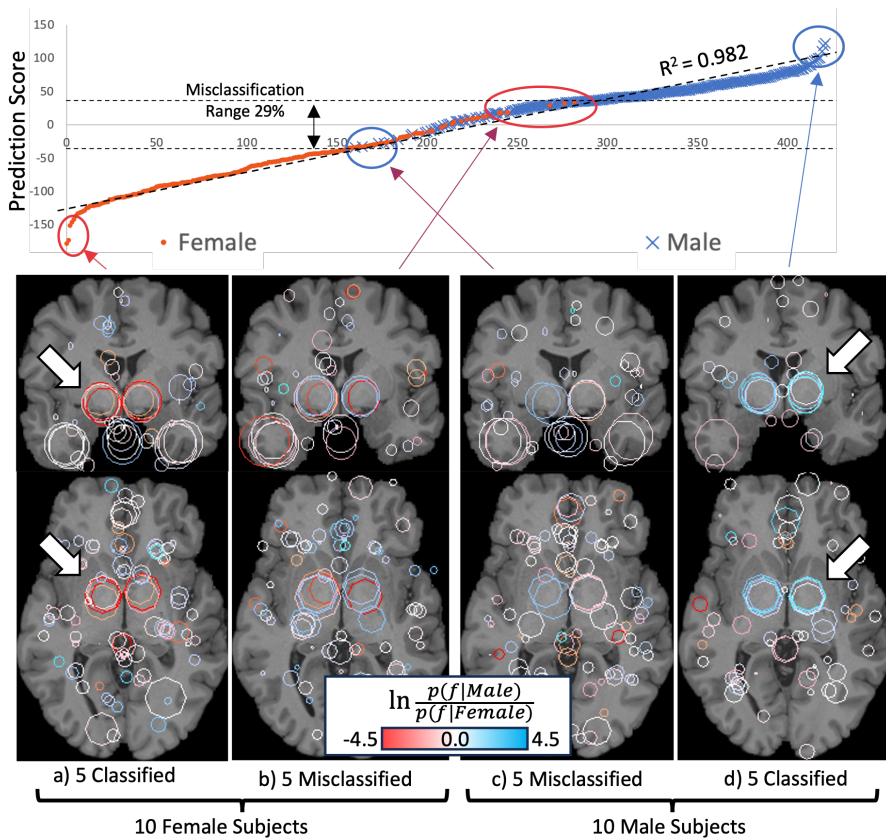 150
100
50
0
-50
-100
-150
Prediction Score
Misclassification
Range 29%
R² = 0.982
0 50 100 150 200 250 300 350 400
Female
Male
ln p(f|Male)
p(f|Female)
-4.5 0.0 4.5
a) 5 Classified
b) 5 Misclassified
c) 5 Misclassified
d) 5 Classified
10 Female Subjects
10 Male Subjects